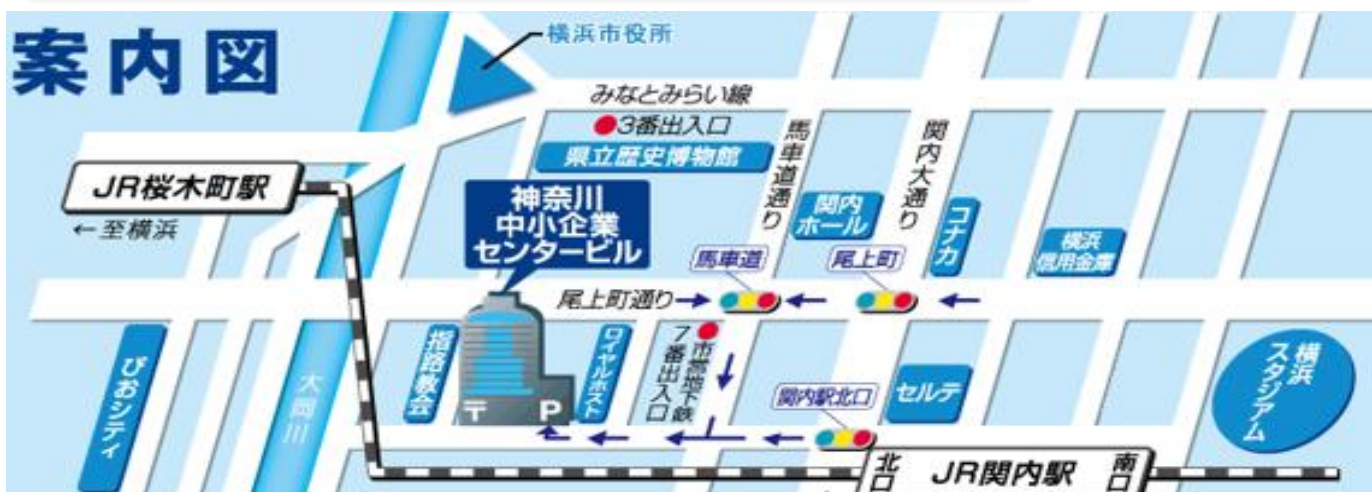 案内図
横浜市役所
みなとみらい線
3番出入口
県立歴史博物館
馬車道通り
関内大通り
JR桜木町駅
←至横浜
神奈川
中小企業
センタービル
関内
ホール
コナカ
横浜
信用金庫
馬車道
尾上町
尾上町通り
ぴおシティ
大岡川
指路教会
〒
P
ロイヤルホスト
市営地下鉄
7番出入口
関内駅北口
セルテ
横浜
スタジアム
北口
JR関内駅
南口